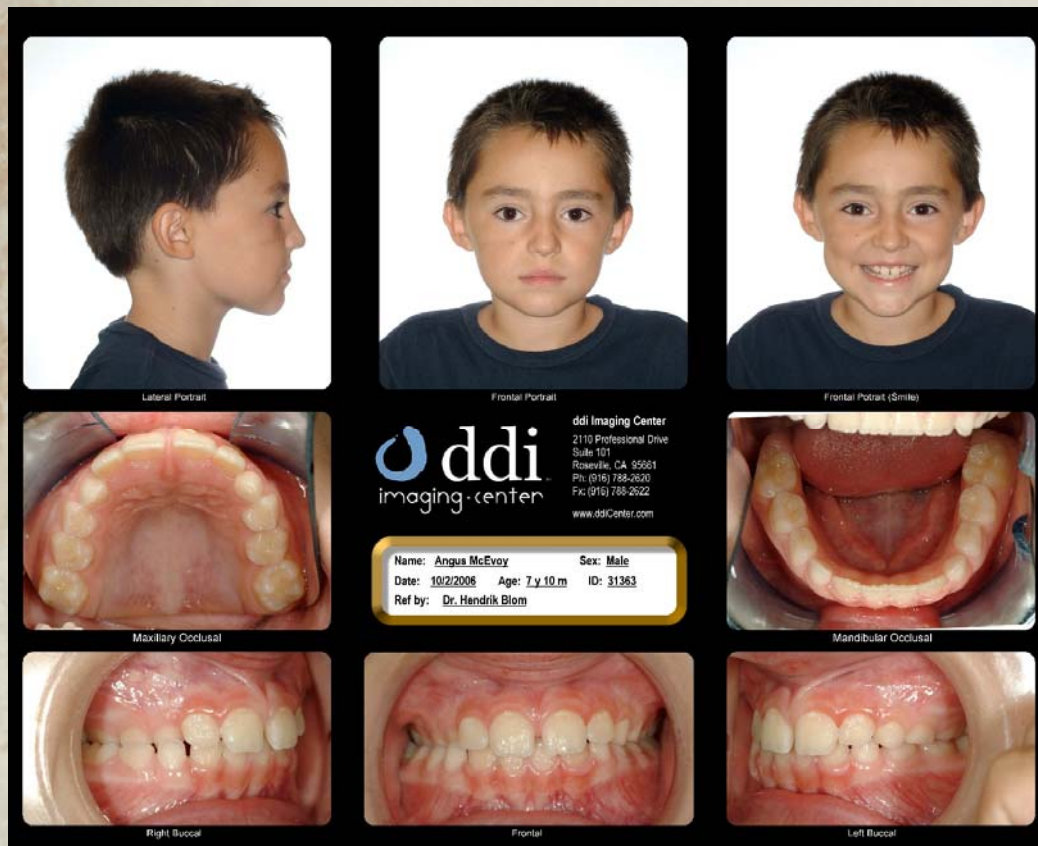 Lateral Portrait
Frontal Portrait
Frontal Potrait (Smile)
ddi
imaging·center
ddi Imaging Center
2110 Professional Drive
Suite 101
Roseville, CA 95661
Ph: (916) 788-2620
Fx: (916) 788-2622
www.ddiCenter.com
Name: Angus McEvoy Sex: Male
Date: 10/2/2006 Age: 7 y 10 m ID: 31363
Ref by: Dr. Hendrik Blom
Maxillary Occlusal
Mandibular Occlusal
Right Buccal
Frontal
Left Buccal